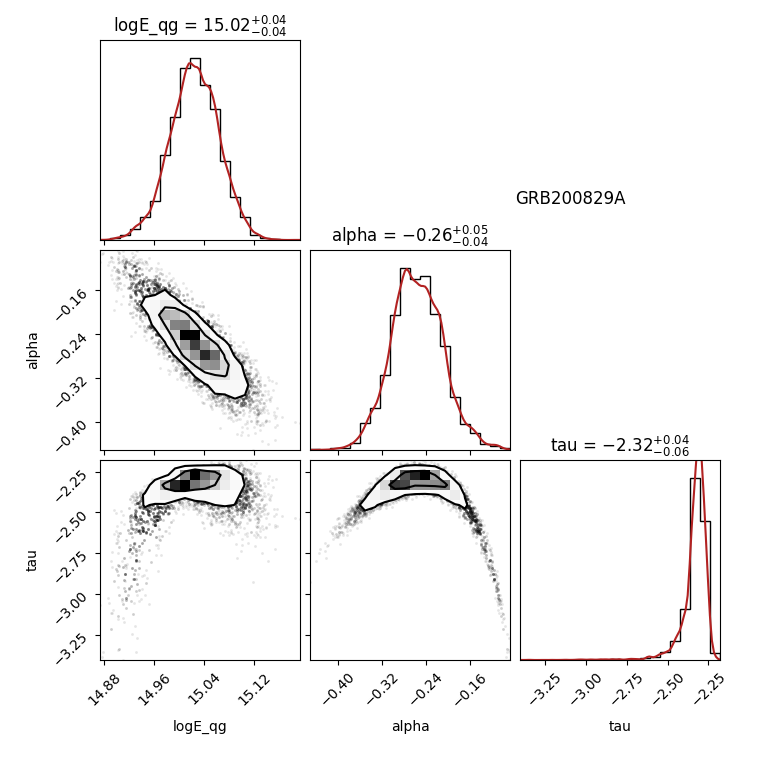 logE_qg = 15.02+0.04−0.04
GRB200829A
alpha = −0.26+0.05−0.04
alpha
−0.16
−0.24
−0.32
−0.40
tau = −2.32+0.04−0.06
tau
−2.25
−2.50
−2.75
−3.00
−3.25
14.88 14.96 15.04 15.12
−0.40 −0.32 −0.24 −0.16
−3.25 −3.00 −2.75 −2.50 −2.25
logE_qg alpha tau